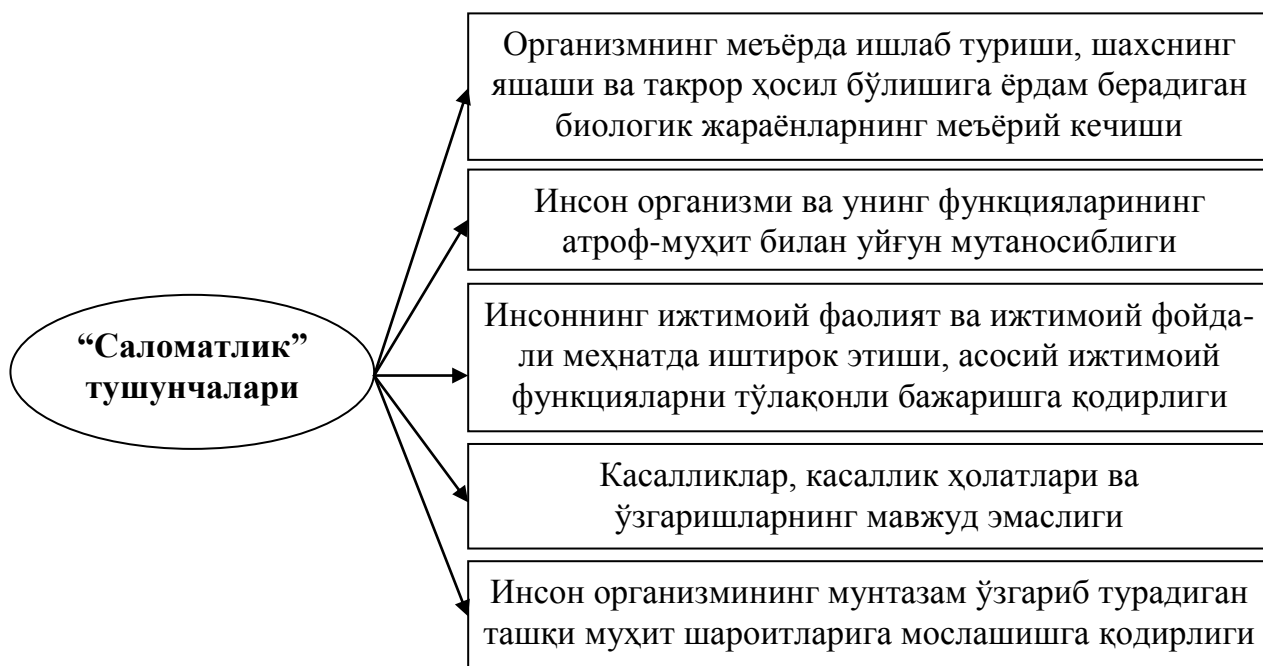 Организмнинг меъёрда ишлаб туриши, шахснинг
яшаши ва такрор ҳосил бўлишига ёрдам берадиган
биологик жараёнларнинг меъёрий кечиши
Инсон организми ва унинг функцияларининг
атроф-муҳит билан уйғун мутаносиблиги
“Саломатлик”
тушунчалари
Инсоннинг ижтимоий фаолият ва ижтимоий фойда-
ли меҳнатда иштирок этиши, асосий ижтимоий
функцияларни тўлақонли бажаришга қодирлиги
Касалликлар, касаллик ҳолатлари ва
ўзгаришларнинг мавжуд эмаслиги
Инсон организмининг мунтазам ўзгариб турадиган
ташқи муҳит шароитларига мослашишга қодирлиги